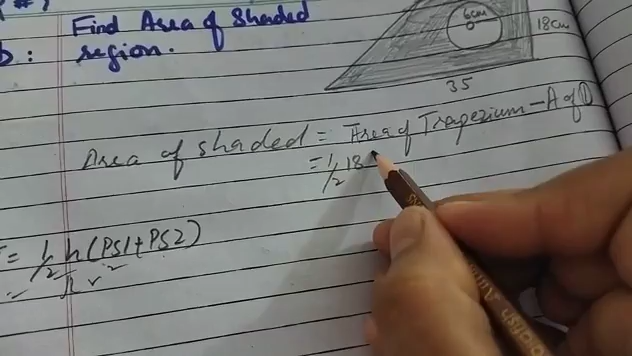 Find Area of Shaded
b: region.
6cm
18cm
35
Area of shaded = Area of Trapezium - A of
= 1/2 18
= 1/2 h (PS1 + PS2)